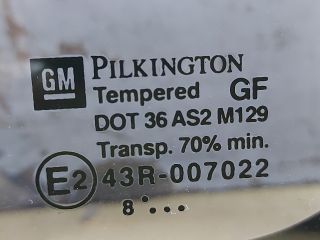 GM PILKINGTON
Tempered GF
DOT 36 AS2 M129
Transp. 70% min.
E2 43R-007022
8 •...